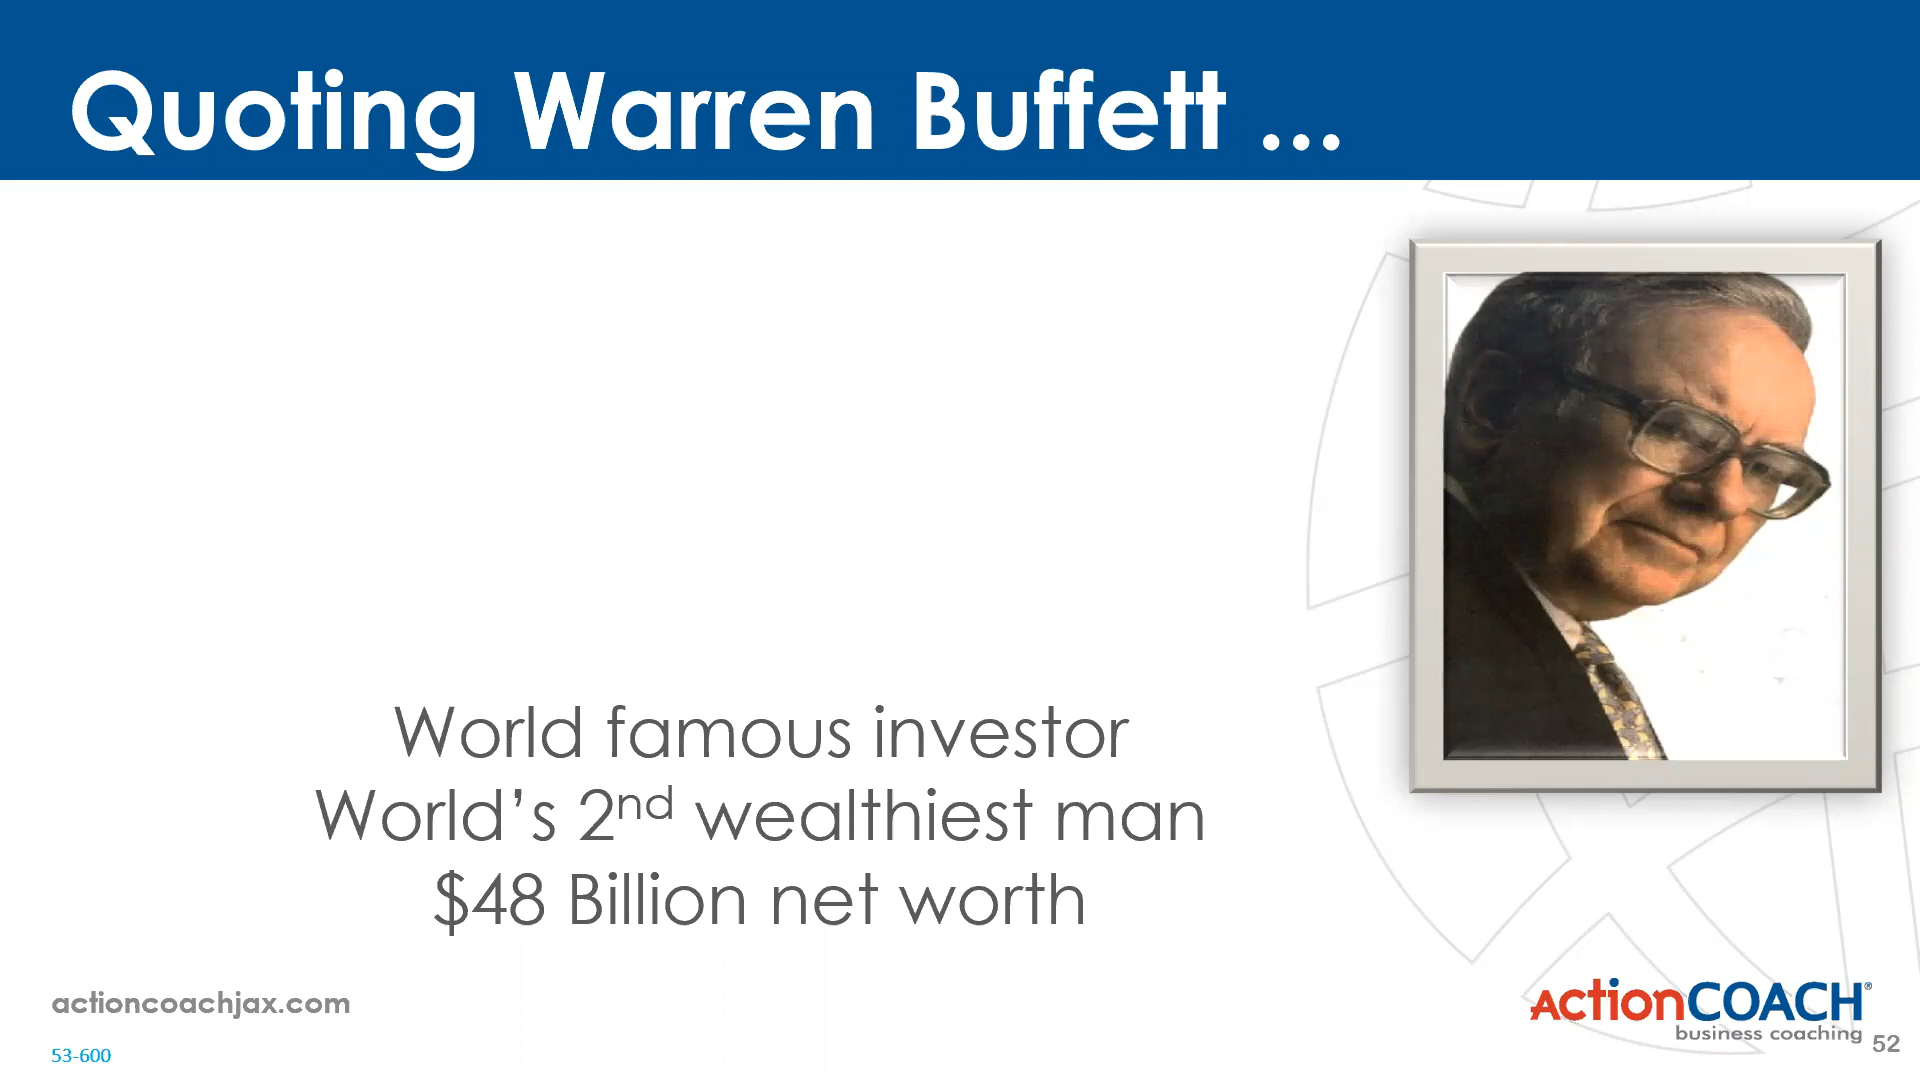 Quoting Warren Buffett ...
World famous investor
World’s 2nd wealthiest man
$48 Billion net worth
actioncoachjax.com
ActionCOACH®
business coaching
52
53-600